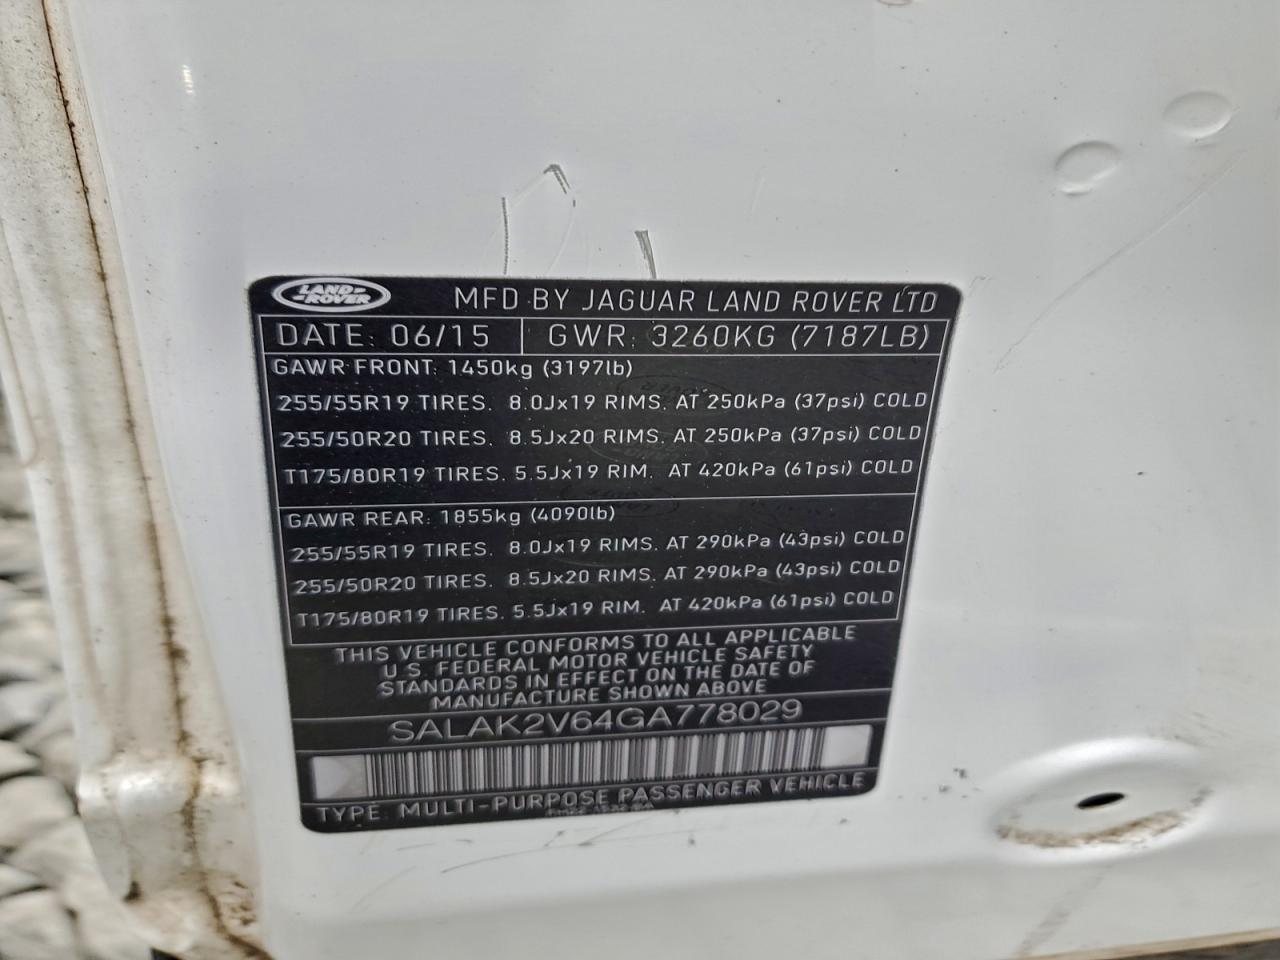 LAND
ROVER
MFD BY JAGUAR LAND ROVER LTD
DATE: 06/15 GWR: 3260KG (7187LB)
GAWR FRONT: 1450kg (3197lb)
255/55R19 TIRES. 8.0Jx19 RIMS. AT 250kPa (37psi) COLD
255/50R20 TIRES. 8.5Jx20 RIMS. AT 250kPa (37psi) COLD
T175/80R19 TIRES. 5.5Jx19 RIM. AT 420kPa (61psi) COLD
GAWR REAR: 1855kg (4090lb)
255/55R19 TIRES. 8.0Jx19 RIMS. AT 290kPa (43psi) COLD
255/50R20 TIRES. 8.5Jx20 RIMS. AT 290kPa (43psi) COLD
T175/80R19 TIRES. 5.5Jx19 RIM. AT 420kPa (61psi) COLD
THIS VEHICLE CONFORMS TO ALL APPLICABLE
U.S. FEDERAL MOTOR VEHICLE SAFETY
STANDARDS IN EFFECT ON THE DATE OF
MANUFACTURE SHOWN ABOVE
SALAK2V64GA778029
TYPE: MULTI-PURPOSE PASSENGER VEHICLE